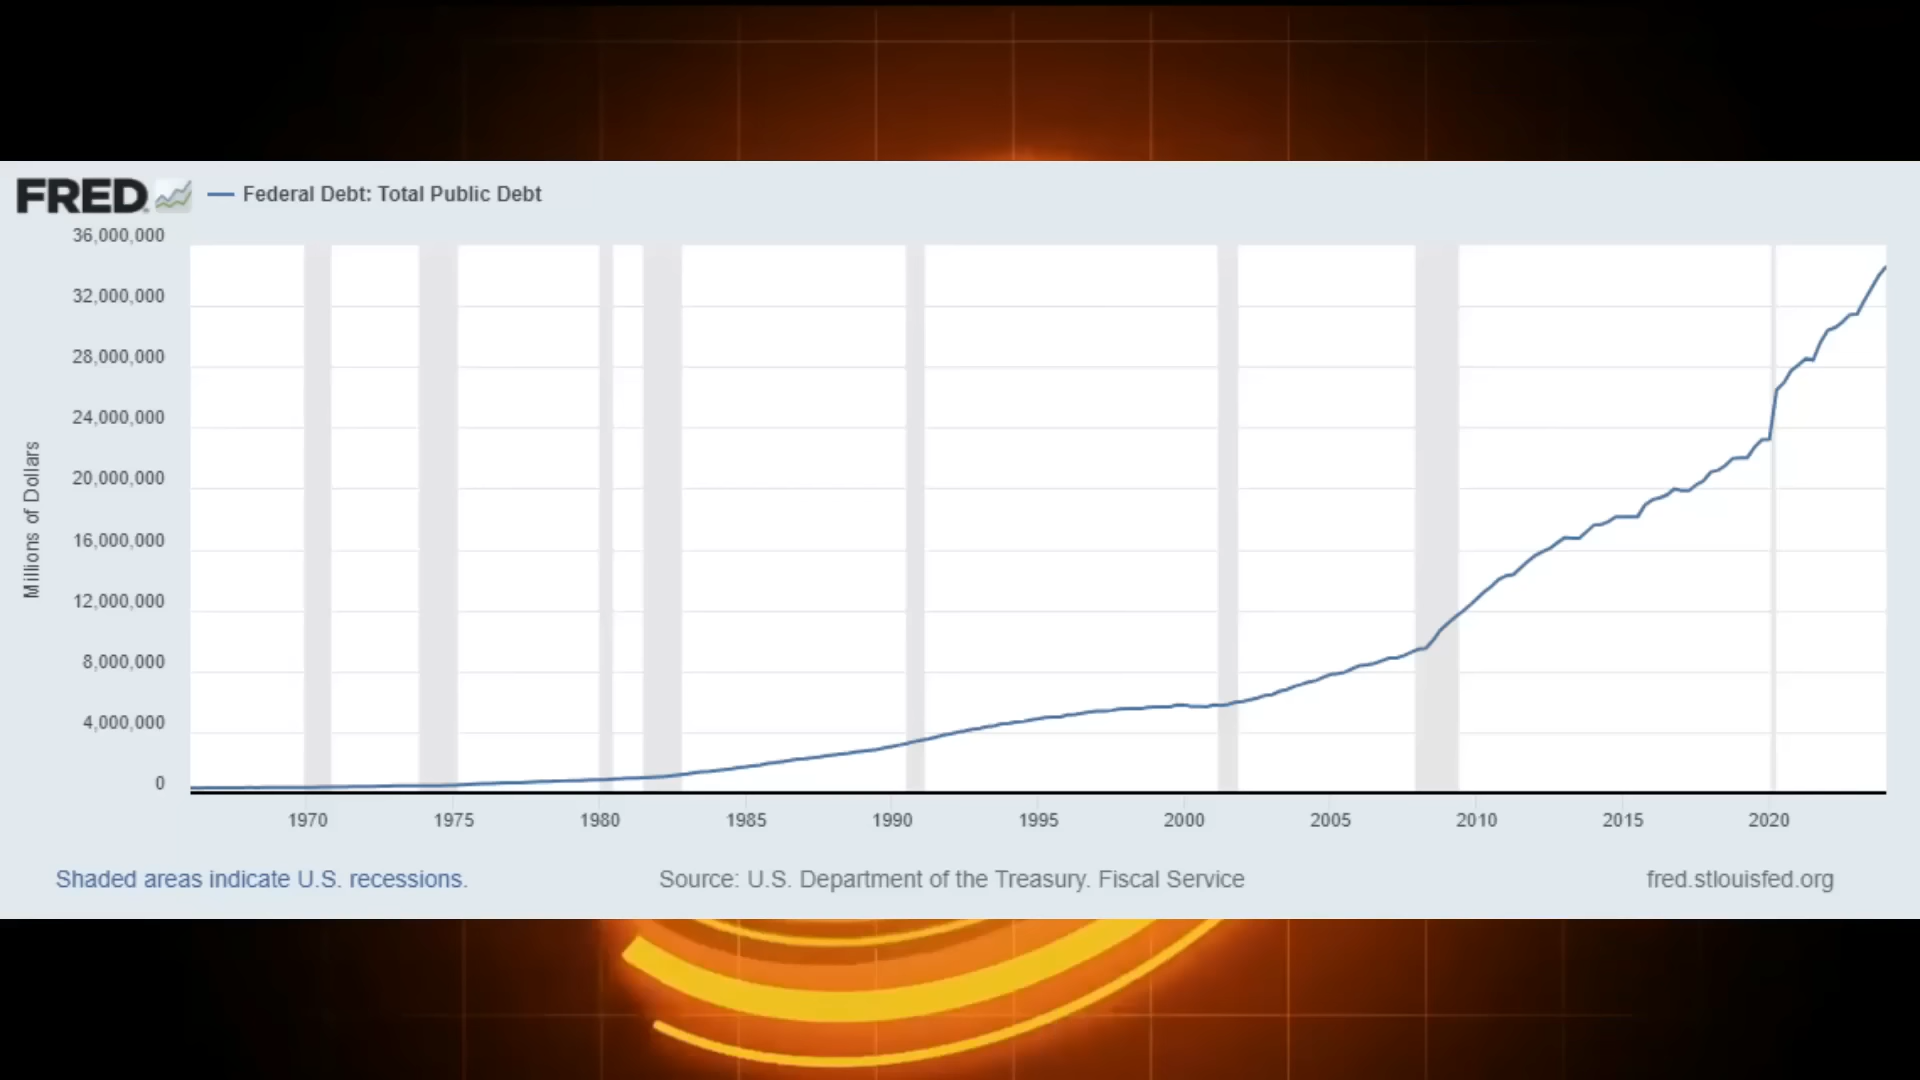 FRED
Federal Debt: Total Public Debt
36,000,000
32,000,000
28,000,000
24,000,000
20,000,000
16,000,000
12,000,000
8,000,000
4,000,000
0
Millions of Dollars
1970 1975 1980 1985 1990 1995 2000 2005 2010 2015 2020
Shaded areas indicate U.S. recessions. Source: U.S. Department of the Treasury. Fiscal Service fred.stlouisfed.org